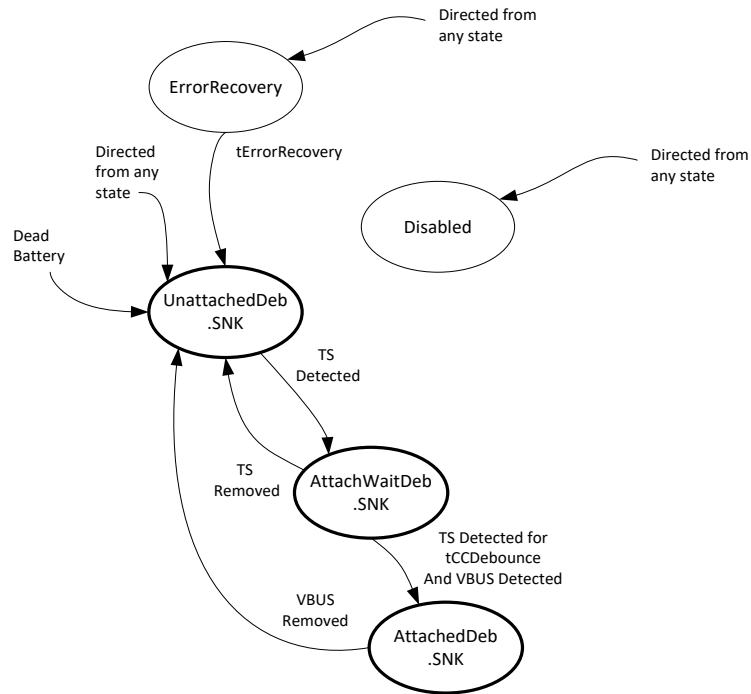 Directed from
any state
ErrorRecovery
tErrorRecovery
Directed
from any
state
Directed from
any state
Disabled
Dead
Battery
UnattachedDeb
.SNK
TS
Detected
TS
Removed
AttachWaitDeb
.SNK
TS Detected for
tCCDebounce
And VBUS Detected
VBUS
Removed
AttachedDeb
.SNK